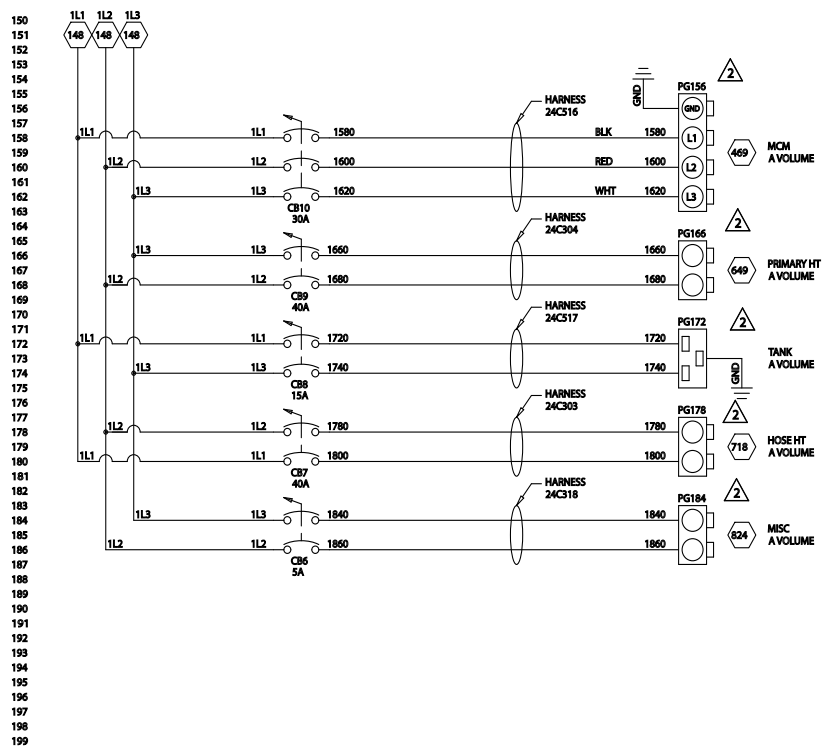 150 1L1 1L2 1L3
151 148 148 148
152
153
154 2
155 PG156
156 GND GND
157 HARNESS 24C516
158 1L1 1L1 1580 BLK 1580 L1
159 469 MCM A VOLUME
160 1L2 1L2 1600 RED 1600 L2
161
162 1L3 1L3 1620 WHT 1620 L3
163 CB10 30A
164 HARNESS 24C304 2
165 PG166
166 1L3 1L3 1660 1660
167 649 PRIMARY HT A VOLUME
168 1L2 1L2 1680 1680
169 CB9 40A
170 HARNESS 24C517
171 PG172 2
172 1L1 1L1 1720 1720
173 TANK A VOLUME
174 1L3 1L3 1740 1740 GND
175 CB8 15A
176 HARNESS 24C303
177 PG178 2
178 1L2 1L2 1780 1780
179 718 HOSE HT A VOLUME
180 1L1 1L1 1800 1800
181 CB7 40A
182 HARNESS 24C318
183 PG184 2
184 1L3 1L3 1840 1840
185 824 MISC A VOLUME
186 1L2 1L2 1860 1860
187 CB6 5A
188
189
190
191
192
193
194
195
196
197
198
199